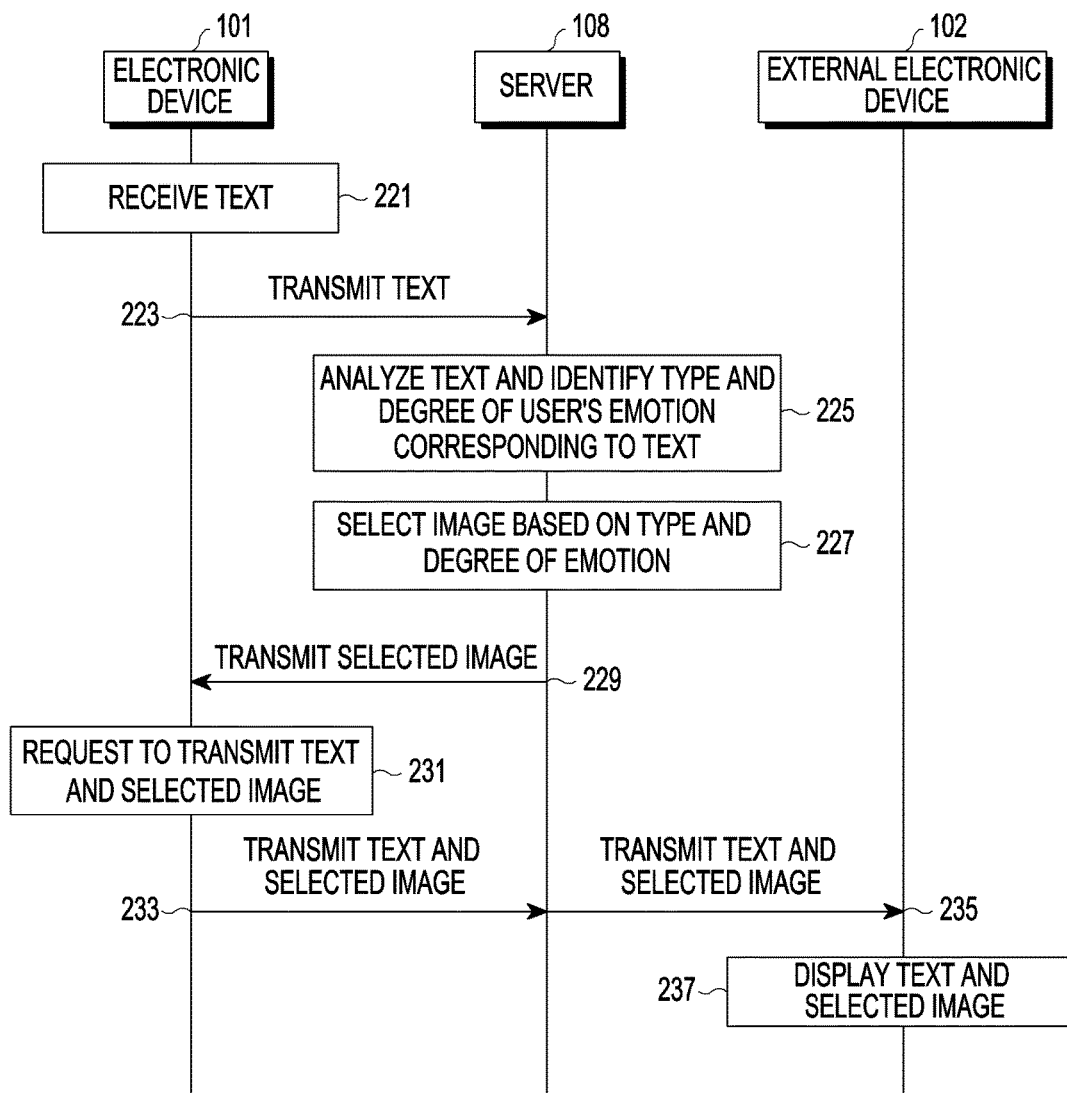 101
108
102
ELECTRONIC
DEVICE
SERVER
EXTERNAL ELECTRONIC
DEVICE
RECEIVE TEXT
221
TRANSMIT TEXT
223
ANALYZE TEXT AND IDENTIFY TYPE AND
DEGREE OF USER'S EMOTION
CORRESPONDING TO TEXT
225
SELECT IMAGE BASED ON TYPE AND
DEGREE OF EMOTION
227
TRANSMIT SELECTED IMAGE
229
REQUEST TO TRANSMIT TEXT
AND SELECTED IMAGE
231
TRANSMIT TEXT AND
SELECTED IMAGE
TRANSMIT TEXT AND
SELECTED IMAGE
233
235
237
DISPLAY TEXT AND
SELECTED IMAGE